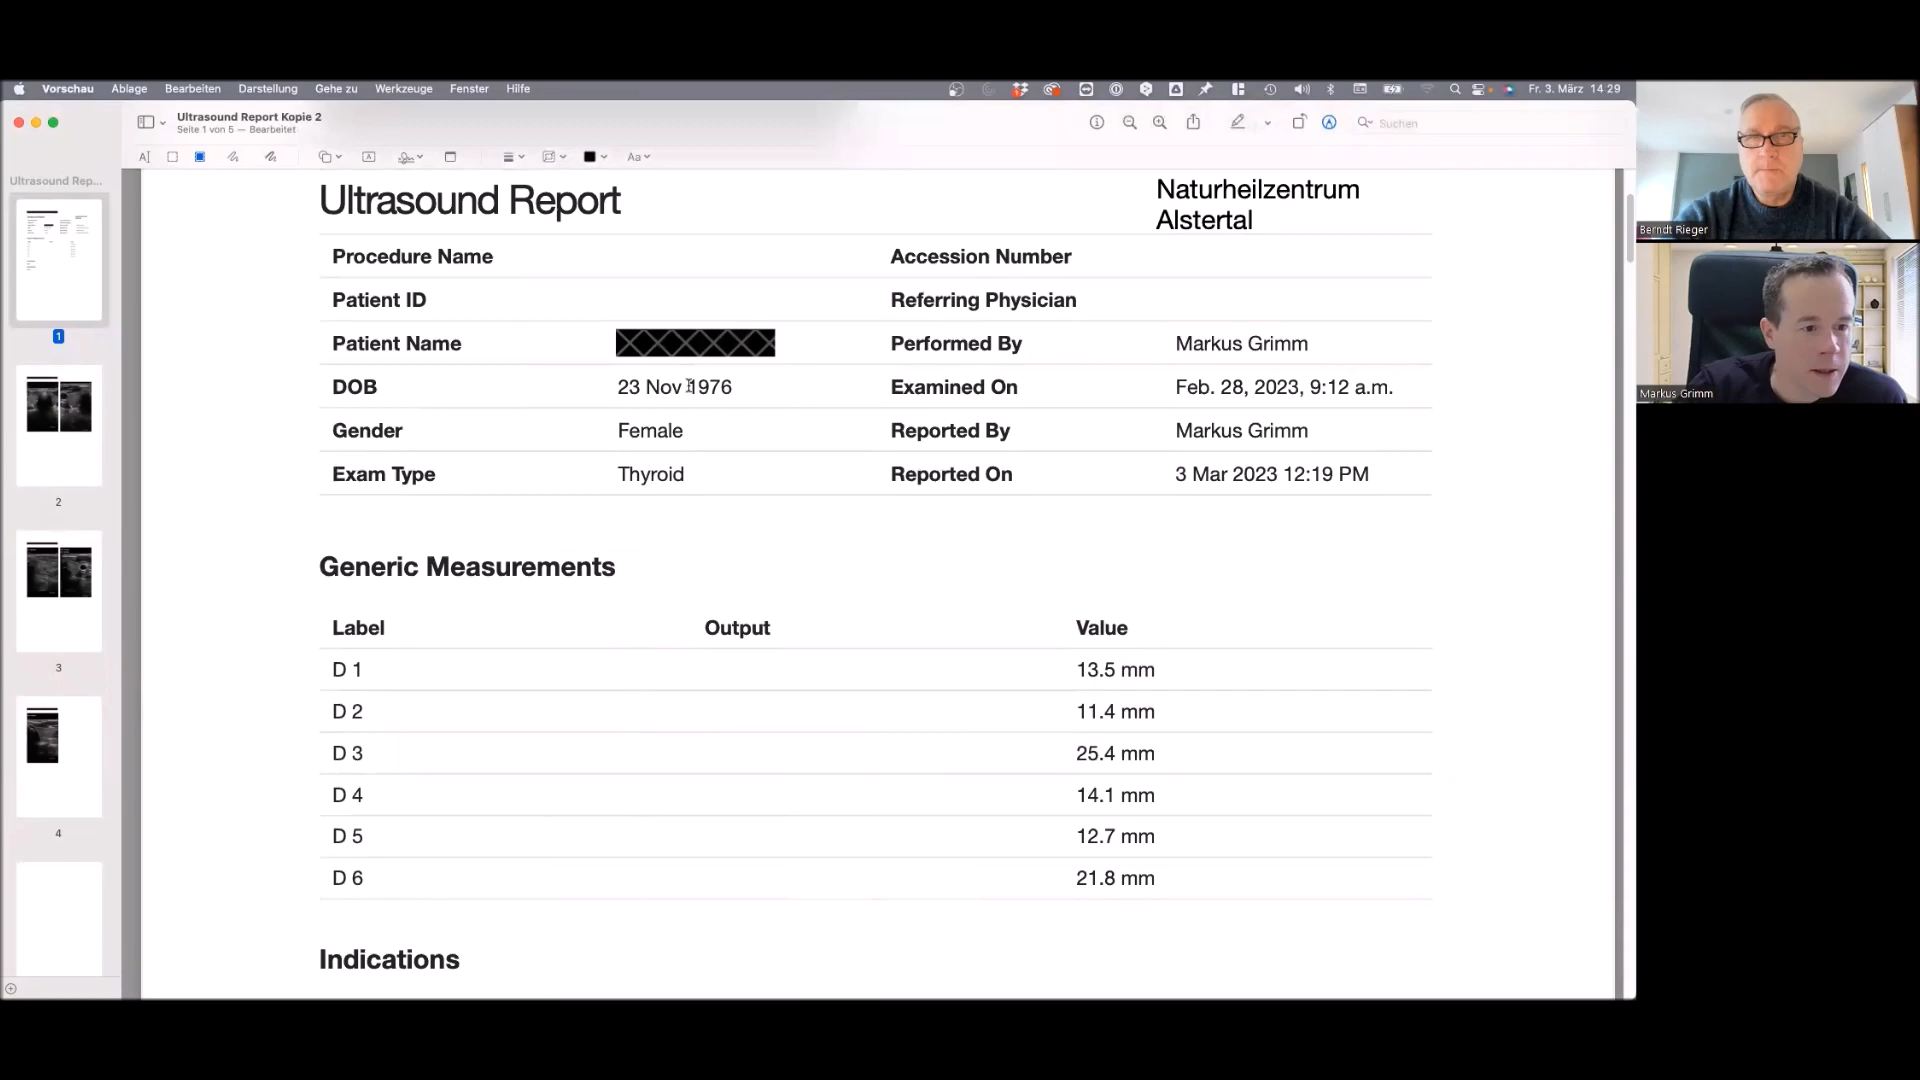 Vorschau Ablage Bearbeiten Darstellung Gehe zu Werkzeuge Fenster Hilfe
Fr. 3. März 14 29
Ultrasound Report Kopie 2
Seite 1 von 5 — Bearbeitet
Suchen
Aa
Ultrasound Rep...
1
2
3
4
Ultrasound Report
Naturheilzentrum
Alstertal
Procedure Name Accession Number
Patient ID Referring Physician
Patient Name Performed By Markus Grimm
DOB 23 Nov 1976 Examined On Feb. 28, 2023, 9:12 a.m.
Gender Female Reported By Markus Grimm
Exam Type Thyroid Reported On 3 Mar 2023 12:19 PM
Generic Measurements
Label Output Value
D 1 13.5 mm
D 2 11.4 mm
D 3 25.4 mm
D 4 14.1 mm
D 5 12.7 mm
D 6 21.8 mm
Indications
Berndt Rieger
Markus Grimm